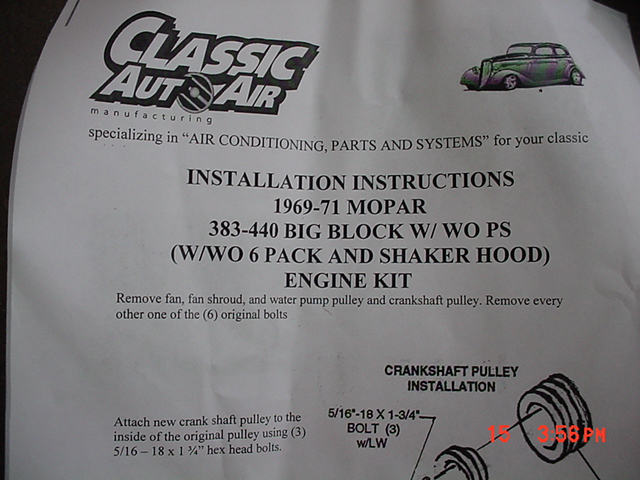 CLASSIC
AUTO AIR
manufacturing
specializing in "AIR CONDITIONING, PARTS AND SYSTEMS" for your classic
INSTALLATION INSTRUCTIONS
1969-71 MOPAR
383-440 BIG BLOCK W/ WO PS
(W/WO 6 PACK AND SHAKER HOOD)
ENGINE KIT
Remove fan, fan shroud, and water pump pulley and crankshaft pulley. Remove every
other one of the (6) original bolts
CRANKSHAFT PULLEY
INSTALLATION
5/16"-18 X 1-3/4"
BOLT (3)
w/LW
Attach new crank shaft pulley to the
inside of the original pulley using (3)
5/16 – 18 x 1 ¾" hex head bolts.
15 3:56PM